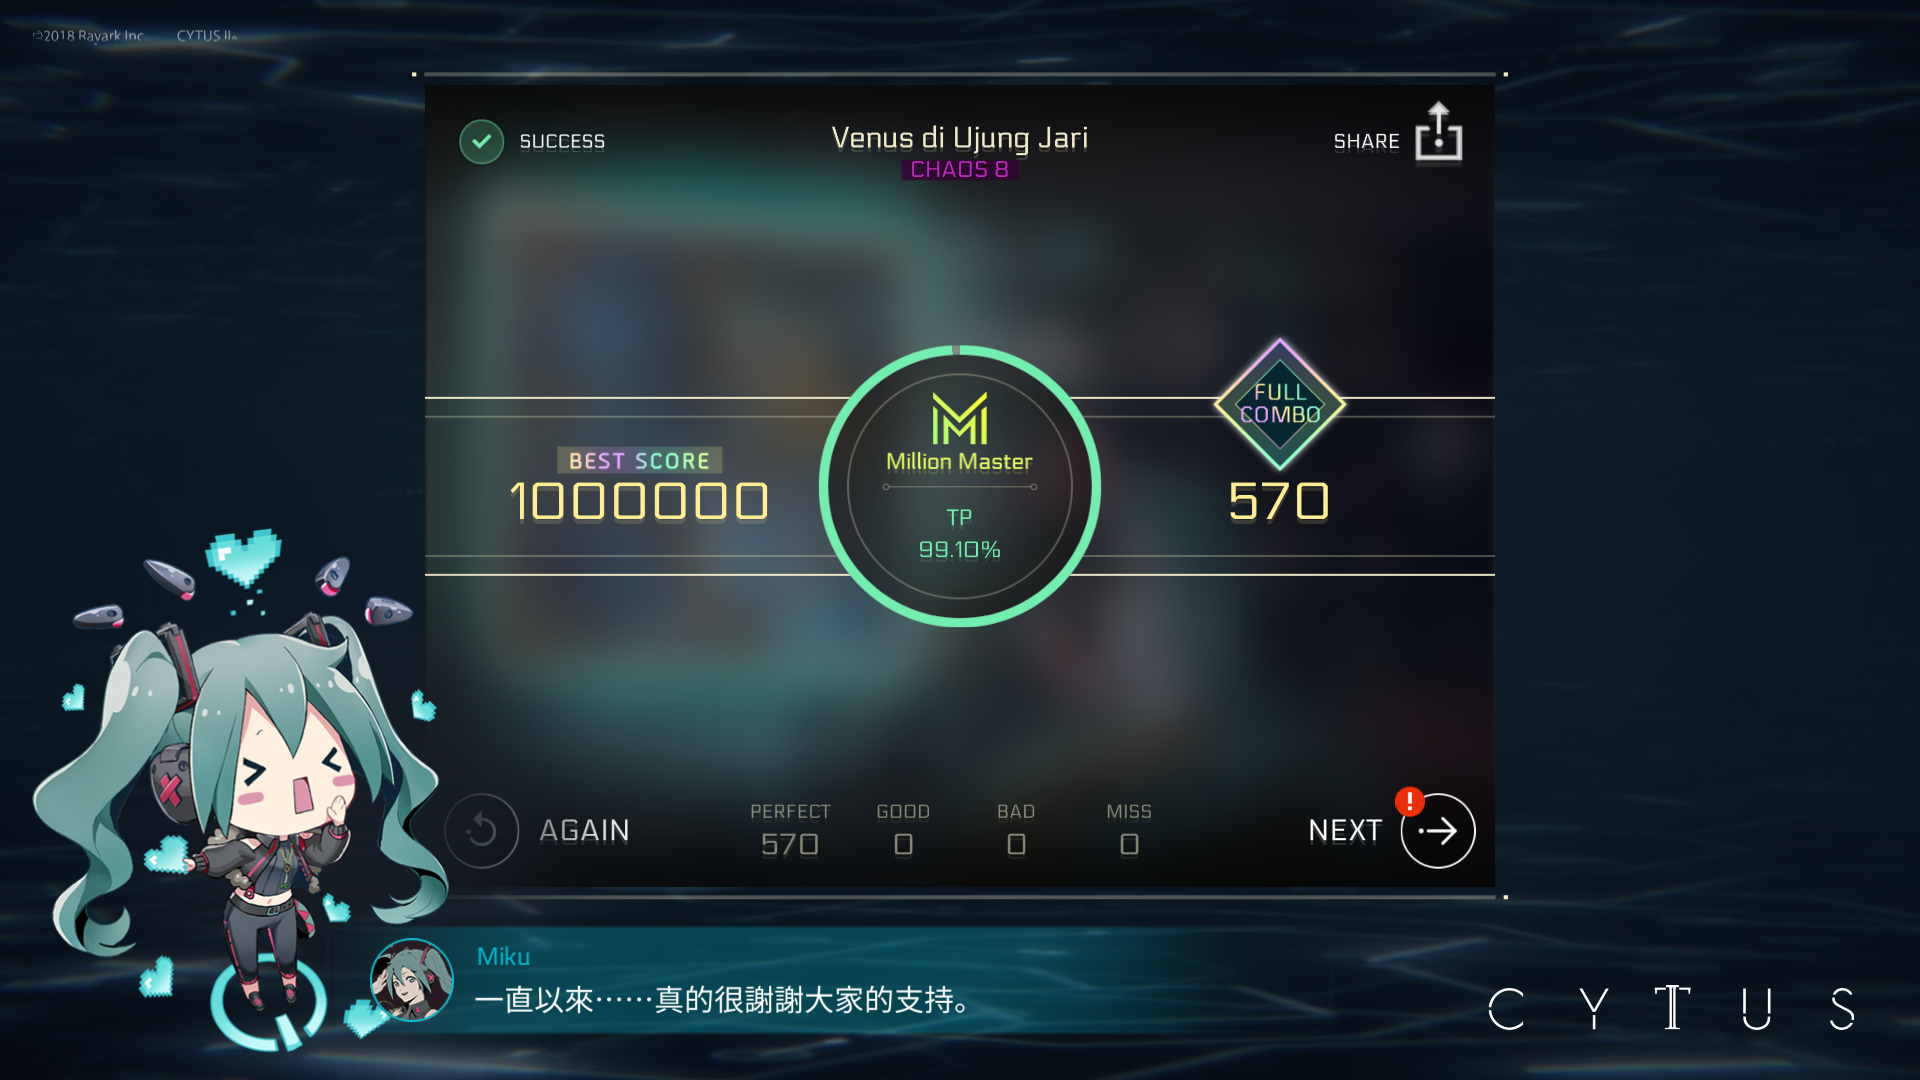 ©2018 Rayark Inc. CYTUS II
SUCCESS
Venus di Ujung Jari
SHARE
CHAOS 8
FULL
COMBO
Million Master
BEST SCORE
1000000
570
TP
99.10%
PERFECT
GOOD
BAD
MISS
AGAIN
570
0
0
0
NEXT
!
Miku
一直以來⋯⋯真的很謝謝大家的支持。
CYTUS